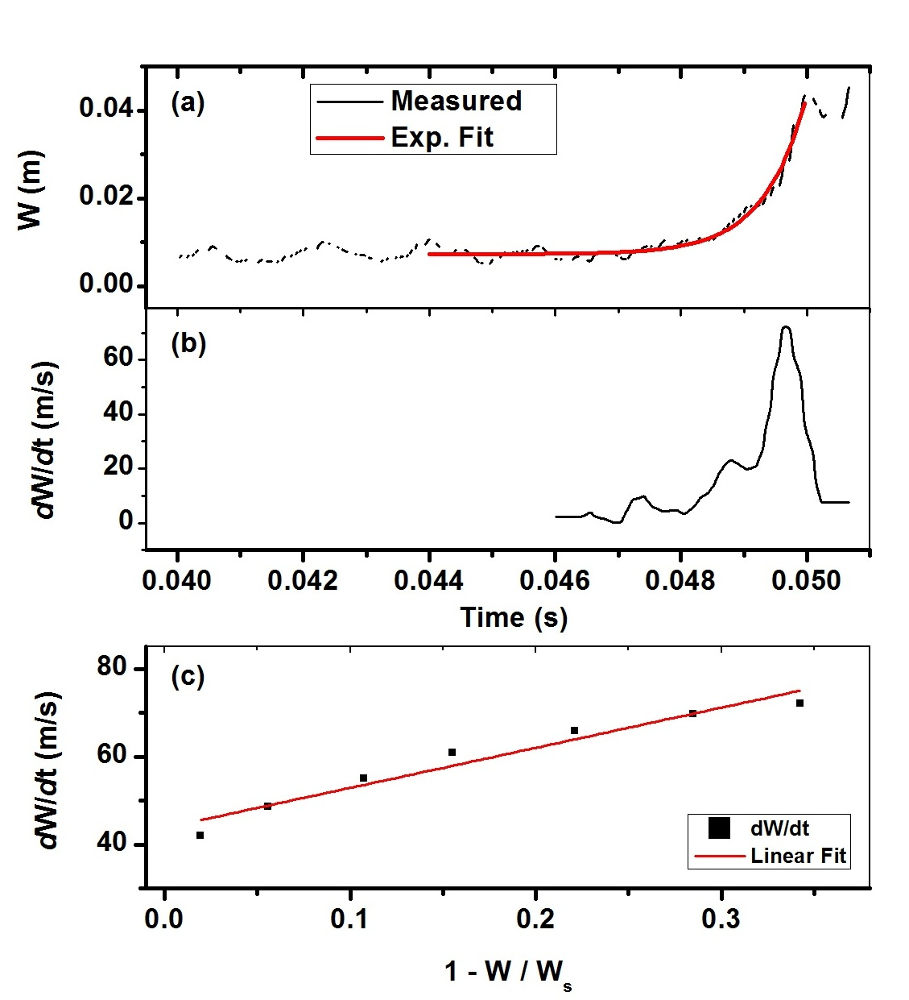 (a)
Measured
Exp. Fit
0.04
0.02
0.00
W (m)
(b)
60
40
20
0
dW/dt (m/s)
0.040 0.042 0.044 0.046 0.048 0.050
Time (s)
(c)
80
60
40
dW/dt (m/s)
dW/dt
Linear Fit
0.0 0.1 0.2 0.3
1 - W / Ws